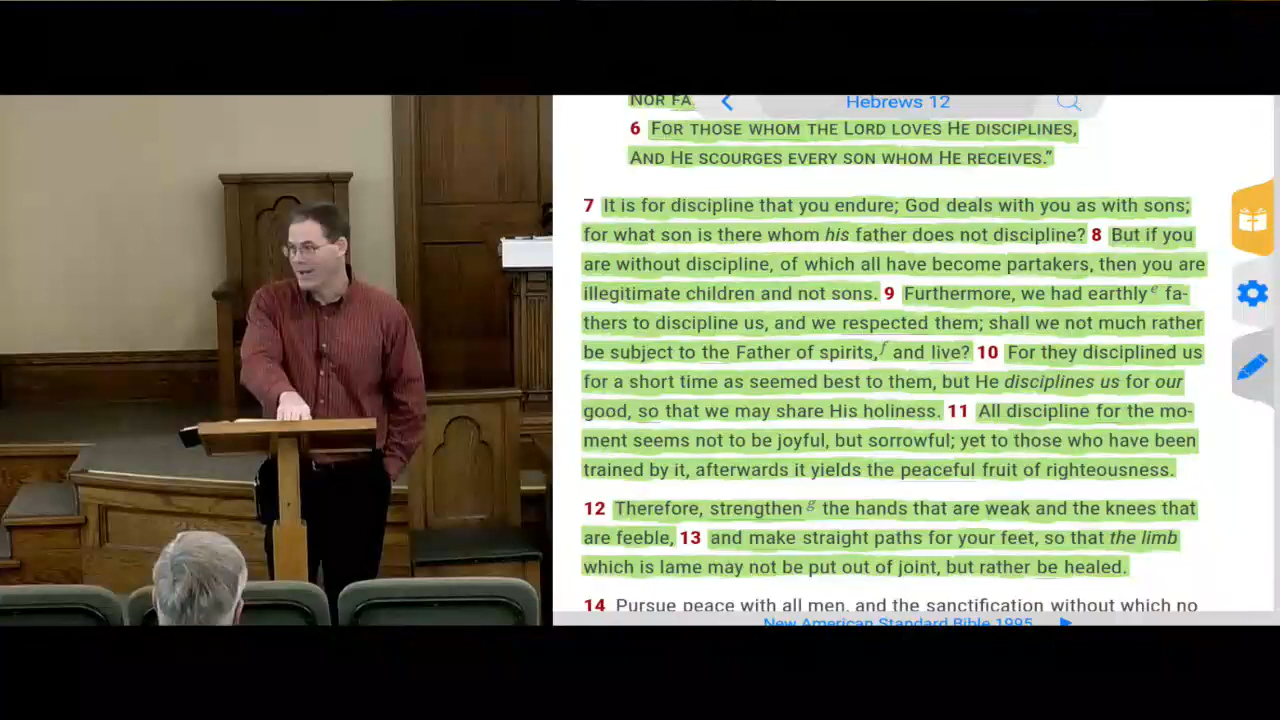 NOR FA
Hebrews 12
6 FOR THOSE WHOM THE LORD LOVES HE DISCIPLINES,
AND HE SCOURGES EVERY SON WHOM HE RECEIVES.”
7 It is for discipline that you endure; God deals with you as with sons;
for what son is there whom his father does not discipline? 8 But if you
are without discipline, of which all have become partakers, then you are
illegitimate children and not sons. 9 Furthermore, we had earthly e fa-
thers to discipline us, and we respected them; shall we not much rather
be subject to the Father of spirits, f and live? 10 For they disciplined us
for a short time as seemed best to them, but He disciplines us for our
good, so that we may share His holiness. 11 All discipline for the mo-
ment seems not to be joyful, but sorrowful; yet to those who have been
trained by it, afterwards it yields the peaceful fruit of righteousness.
12 Therefore, strengthen g the hands that are weak and the knees that
are feeble, 13 and make straight paths for your feet, so that the limb
which is lame may not be put out of joint, but rather be healed.
14 Pursue peace with all men, and the sanctification without which no
New American Standard Bible 1995